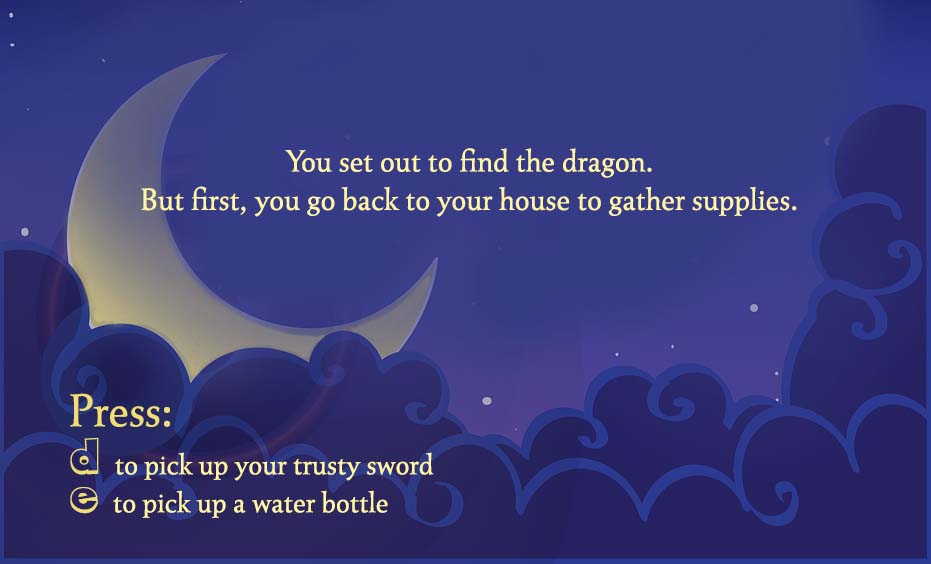 You set out to find the dragon.
But first, you go back to your house to gather supplies.
Press:
d to pick up your trusty sword
e to pick up a water bottle